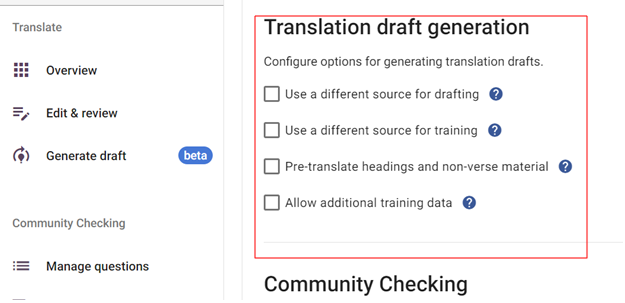 Translate
Overview
Edit & review
Generate draft beta
Community Checking
Manage questions
Translation draft generation
Configure options for generating translation drafts.
Use a different source for drafting
Use a different source for training
Pre-translate headings and non-verse material
Allow additional training data
Community Checking